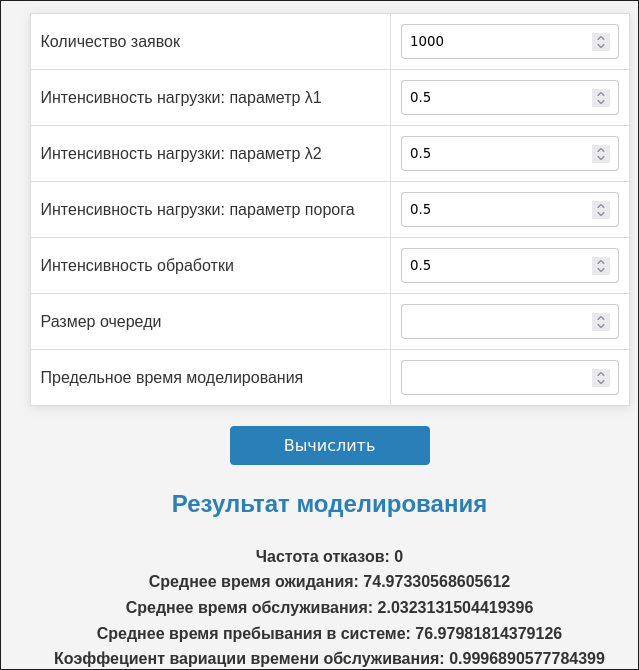 Количество заявок 1000
Интенсивность нагрузки: параметр λ1 0.5
Интенсивность нагрузки: параметр λ2 0.5
Интенсивность нагрузки: параметр порога 0.5
Интенсивность обработки 0.5
Размер очереди
Предельное время моделирования
Вычислить
Результат моделирования
Частота отказов: 0
Среднее время ожидания: 74.97330568605612
Среднее время обслуживания: 2.0323131504419396
Среднее время пребывания в системе: 76.97981814379126
Коэффециент вариации времени обслуживания: 0.9996890577784399